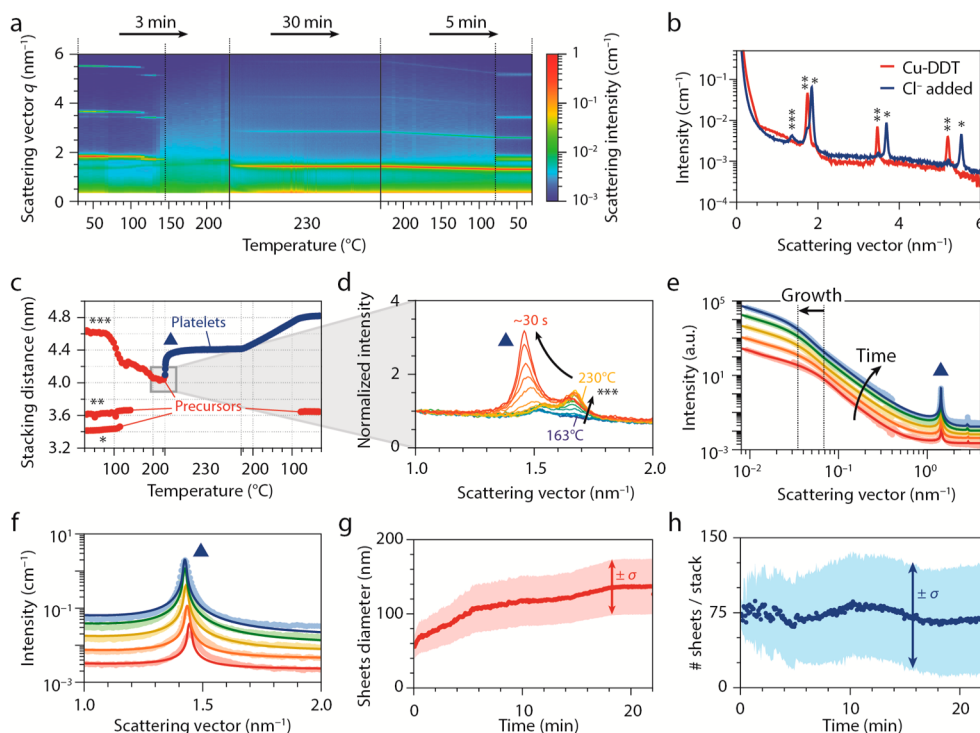 a
3 min
30 min
5 min
Scattering vector q (nm⁻¹)
6
4
2
0
50
100
150
200
230
200
150
100
50
Temperature (°C)
1
10⁻¹
10⁻²
10⁻³
Scattering intensity (cm⁻¹)
b
Intensity (cm⁻¹)
10⁻¹
10⁻²
10⁻³
10⁻⁴
Cu-DDT
Cl⁻ added
***
**
*
**
*
**
*
0
2
4
6
Scattering vector (nm⁻¹)
c
Stacking distance (nm)
4.8
4.4
4.0
3.6
3.2
***
Platelets
Precursors
**
*
100
200
230
200
100
Temperature (°C)
d
Normalized intensity
4
2
0
~30 s
230°C
***
163°C
1.0
1.5
2.0
Scattering vector (nm⁻¹)
e
Intensity (a.u.)
10⁵
10¹
10⁻³
Growth
Time
10⁻²
10⁻¹
10⁰
Scattering vector (nm⁻¹)
f
Intensity (cm⁻¹)
10¹
10⁻¹
10⁻³
1.0
1.5
2.0
Scattering vector (nm⁻¹)
g
Sheets diameter (nm)
200
100
0
± σ
0
10
20
Time (min)
h
# sheets / stack
150
75
0
± σ
0
10
20
Time (min)